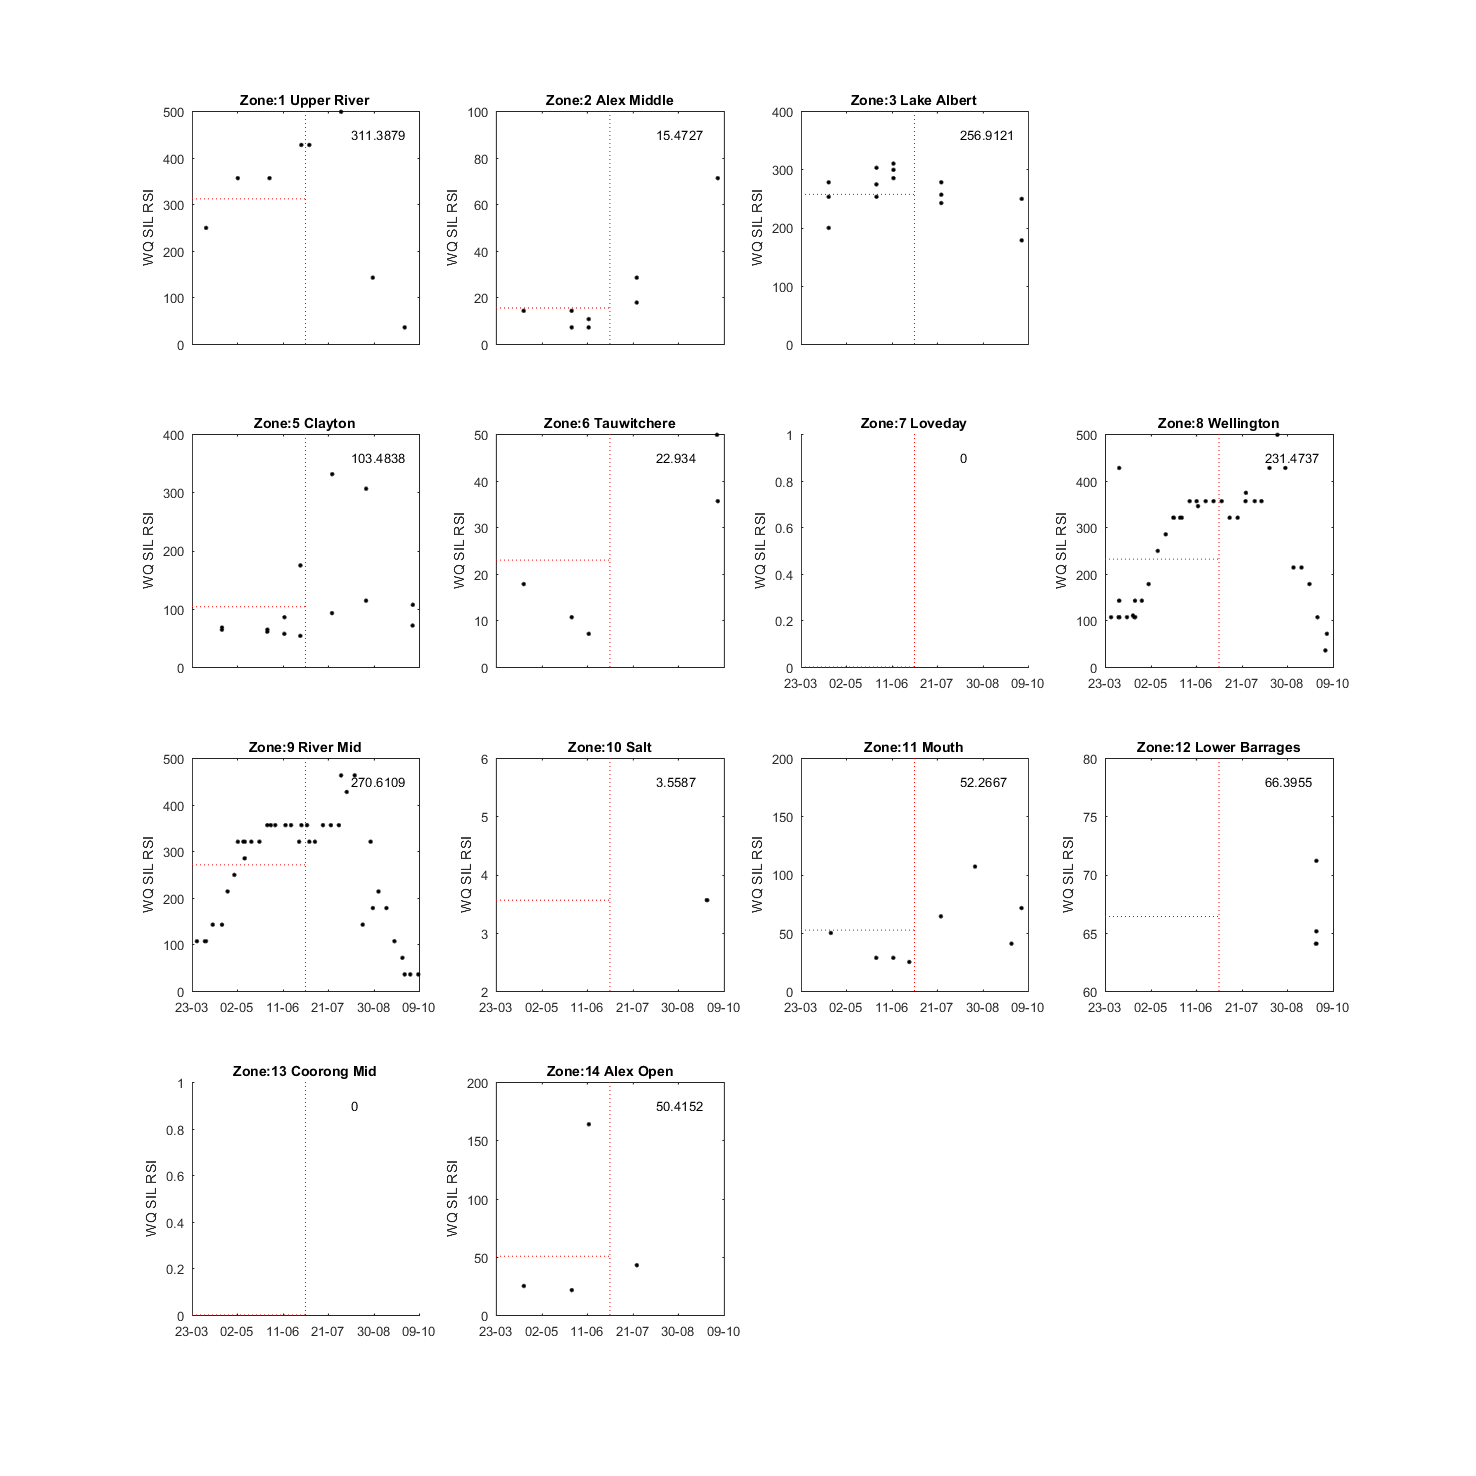 Zone:1 Upper River
500
400
300
200
100
0
WQ SIL RSI
311.3879
Zone:2 Alex Middle
100
80
60
40
20
0
WQ SIL RSI
15.4727
Zone:3 Lake Albert
400
300
200
100
0
WQ SIL RSI
256.9121
Zone:5 Clayton
400
300
200
100
0
WQ SIL RSI
103.4838
Zone:6 Tauwitchere
50
40
30
20
10
0
WQ SIL RSI
22.934
Zone:7 Loveday
1
0.8
0.6
0.4
0.2
0
WQ SIL RSI
0
23-03 02-05 11-06 21-07 30-08 09-10
Zone:8 Wellington
500
400
300
200
100
0
WQ SIL RSI
231.4737
23-03 02-05 11-06 21-07 30-08 09-10
Zone:9 River Mid
500
400
300
200
100
0
WQ SIL RSI
270.6109
23-03 02-05 11-06 21-07 30-08 09-10
Zone:10 Salt
6
5
4
3
2
WQ SIL RSI
3.5587
23-03 02-05 11-06 21-07 30-08 09-10
Zone:11 Mouth
200
150
100
50
0
WQ SIL RSI
52.2667
23-03 02-05 11-06 21-07 30-08 09-10
Zone:12 Lower Barrages
80
75
70
65
60
WQ SIL RSI
66.3955
23-03 02-05 11-06 21-07 30-08 09-10
Zone:13 Coorong Mid
1
0.8
0.6
0.4
0.2
0
WQ SIL RSI
0
23-03 02-05 11-06 21-07 30-08 09-10
Zone:14 Alex Open
200
150
100
50
0
WQ SIL RSI
50.4152
23-03 02-05 11-06 21-07 30-08 09-10